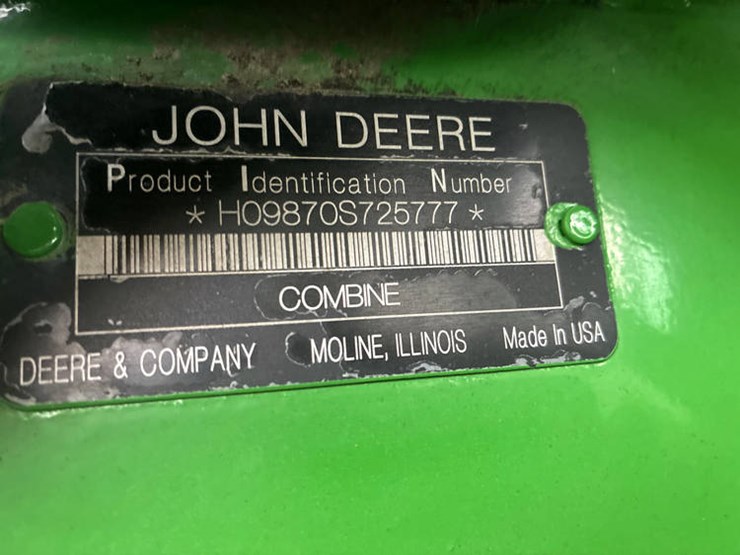 JOHN DEERE
Product Identification Number
* H09870S725777 *
COMBINE
DEERE & COMPANY MOLINE, ILLINOIS Made In USA